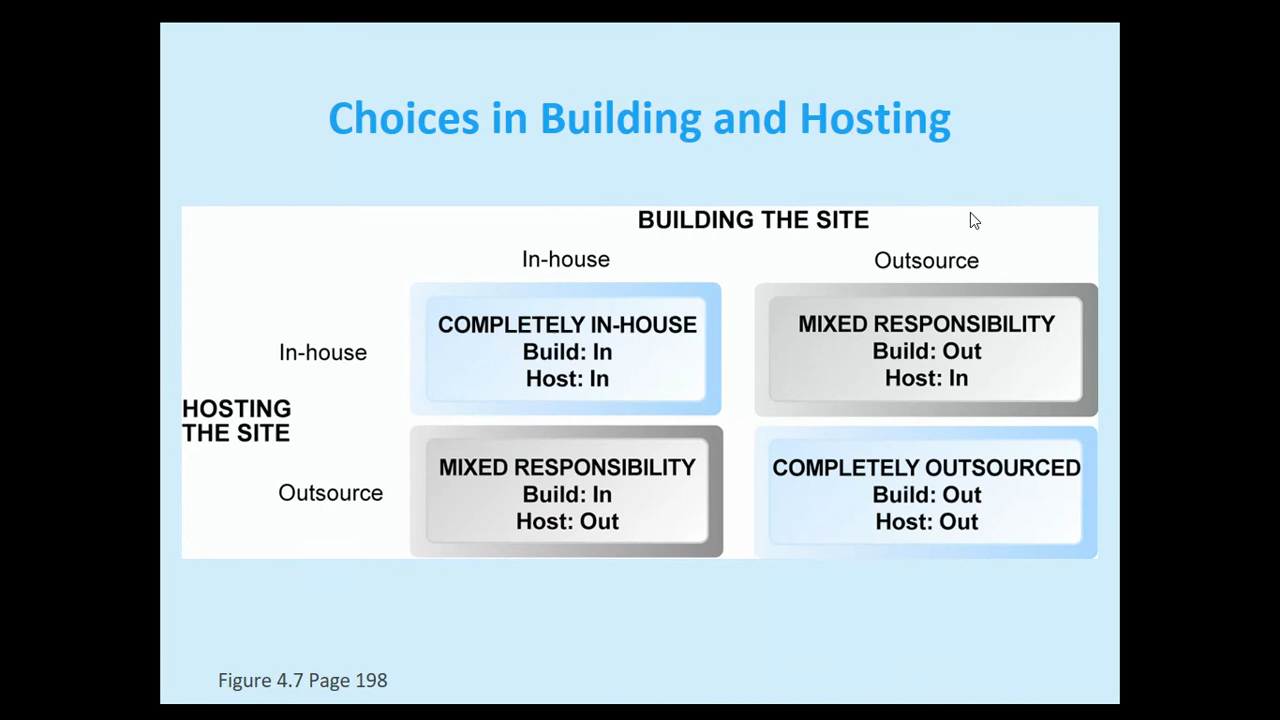 Choices in Building and Hosting
BUILDING THE SITE
In-house
Outsource
In-house
COMPLETELY IN-HOUSE
Build: In
Host: In
MIXED RESPONSIBILITY
Build: Out
Host: In
HOSTING
THE SITE
Outsource
MIXED RESPONSIBILITY
Build: In
Host: Out
COMPLETELY OUTSOURCED
Build: Out
Host: Out
Figure 4.7 Page 198